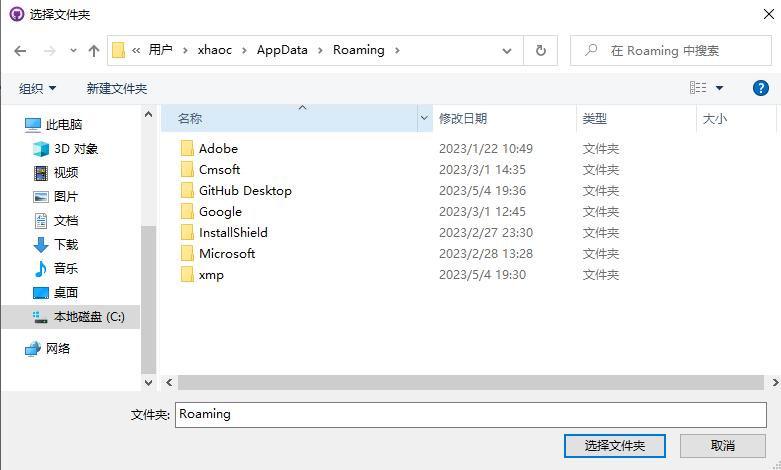 选择文件夹
« 用户 › xhaoc › AppData › Roaming ›
在 Roaming 中搜索
组织 新建文件夹
?
此电脑
3D 对象
视频
图片
文档
下载
音乐
桌面
本地磁盘 (C:)
网络
名称 修改日期 类型 大小
Adobe 2023/1/22 10:49 文件夹
Cmsoft 2023/3/1 14:35 文件夹
GitHub Desktop 2023/5/4 19:36 文件夹
Google 2023/3/1 12:45 文件夹
InstallShield 2023/2/27 23:30 文件夹
Microsoft 2023/2/28 13:28 文件夹
xmp 2023/5/4 19:30 文件夹
文件夹: Roaming
选择文件夹 取消